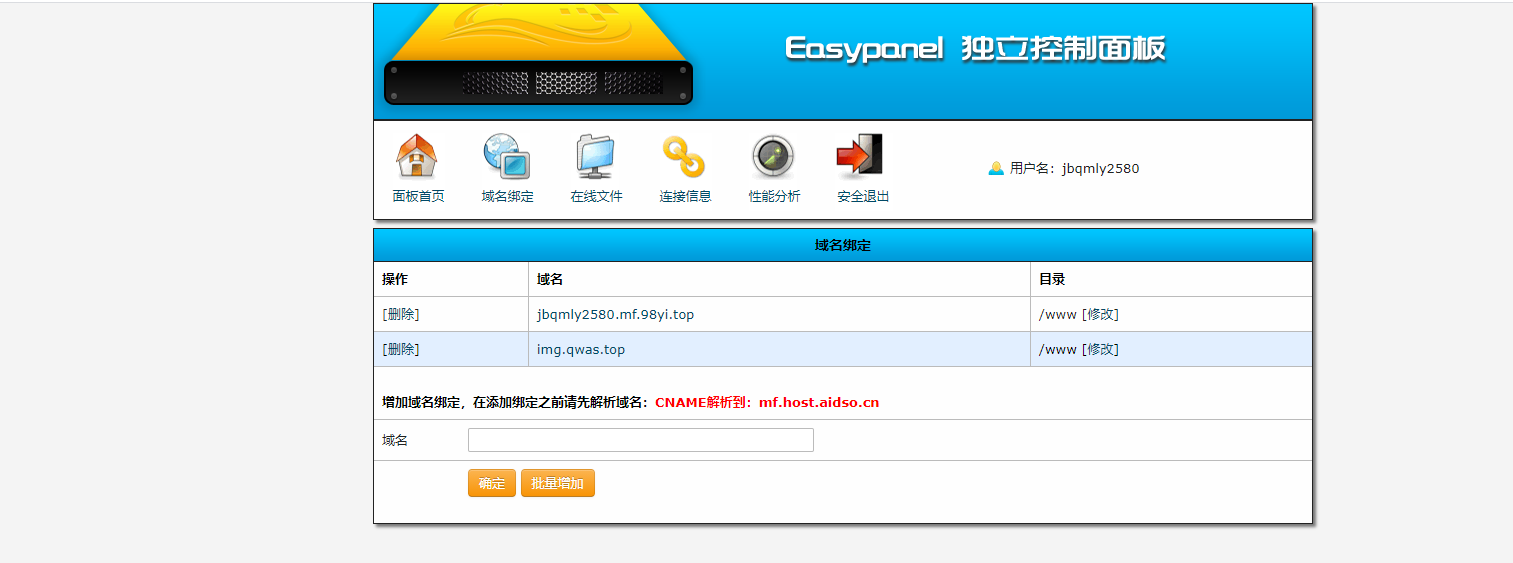 Easypanel 独立控制面板
面板首页 域名绑定 在线文件 连接信息 性能分析 安全退出 用户名：jbqmly2580
域名绑定
操作 域名 目录
[删除] jbqmly2580.mf.98yi.top /www [修改]
[删除] img.qwas.top /www [修改]
增加域名绑定，在添加绑定之前请先解析域名：CNAME解析到：mf.host.aidso.cn
域名
确定 批量增加